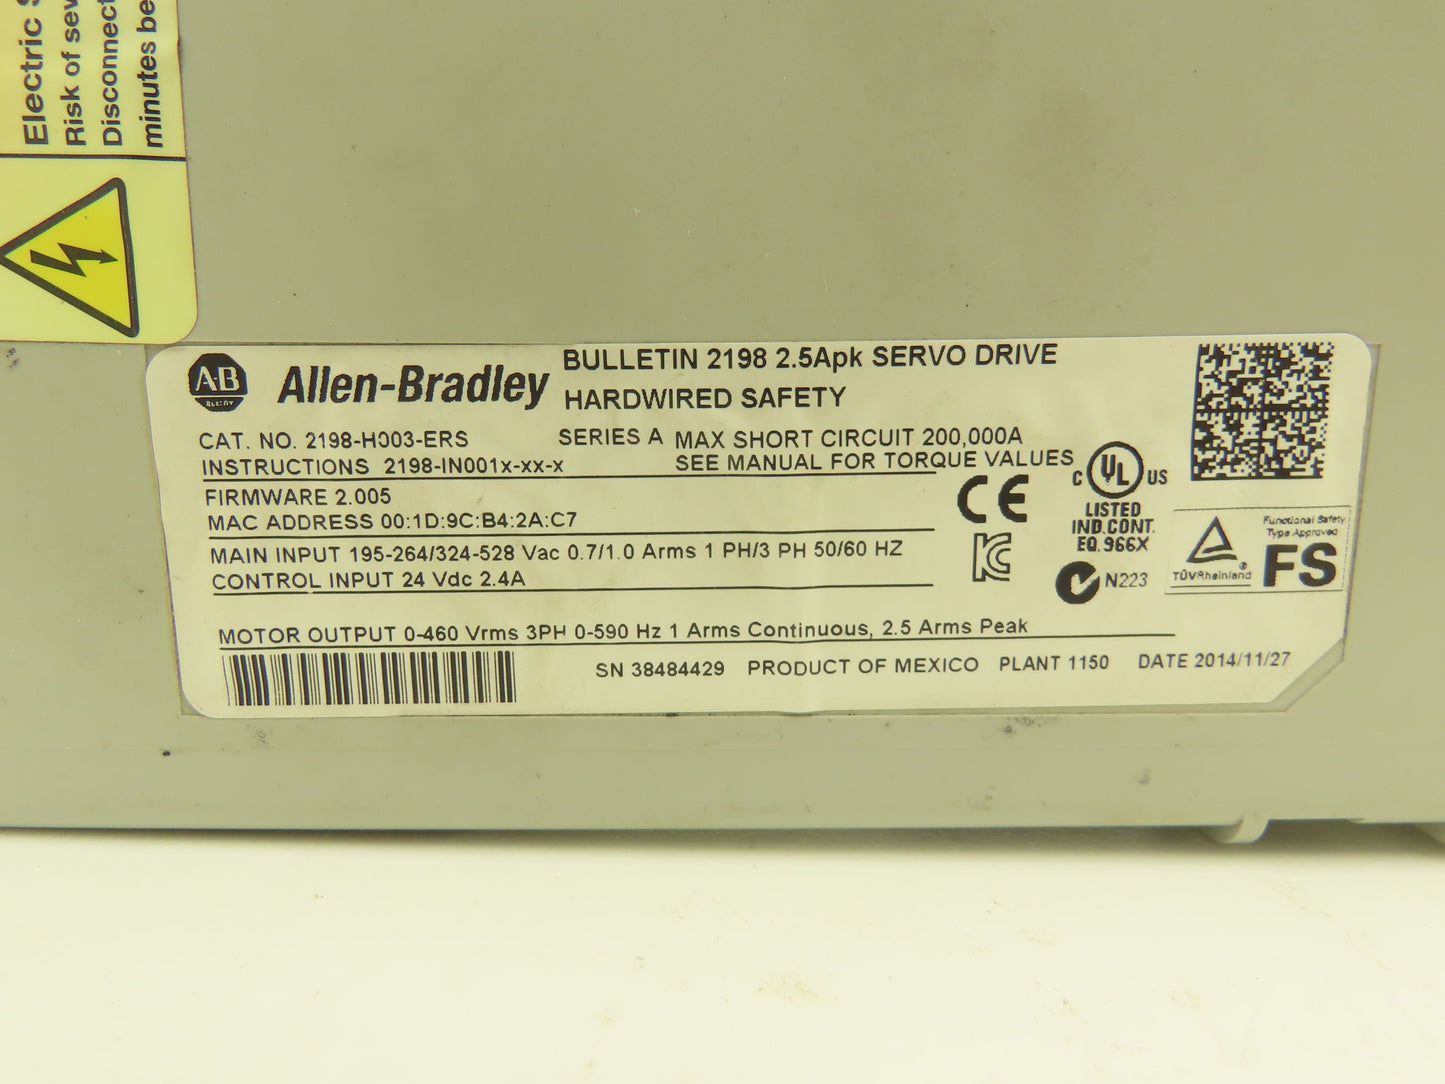 Electric S
Risk of sev
Disconnect
minutes be
AB
Allen-Bradley
BULLETIN 2198 2.5Apk SERVO DRIVE
HARDWIRED SAFETY
CAT. NO. 2198-H003-ERS
SERIES A
MAX SHORT CIRCUIT 200,000A
INSTRUCTIONS 2198-IN001x-xx-x
SEE MANUAL FOR TORQUE VALUES
FIRMWARE 2.005
MAC ADDRESS 00:1D:9C:B4:2A:C7
MAIN INPUT 195-264/324-528 Vac 0.7/1.0 Arms 1 PH/3 PH 50/60 HZ
CONTROL INPUT 24 Vdc 2.4A
MOTOR OUTPUT 0-460 Vrms 3PH 0-590 Hz 1 Arms Continuous, 2.5 Arms Peak
SN 38484429 PRODUCT OF MEXICO PLANT 1150 DATE 2014/11/27
CE
C UL US
LISTED
IND.CONT.
EQ.966X
N223
TÜVRheinland®
Functional Safety
Type Approved
FS